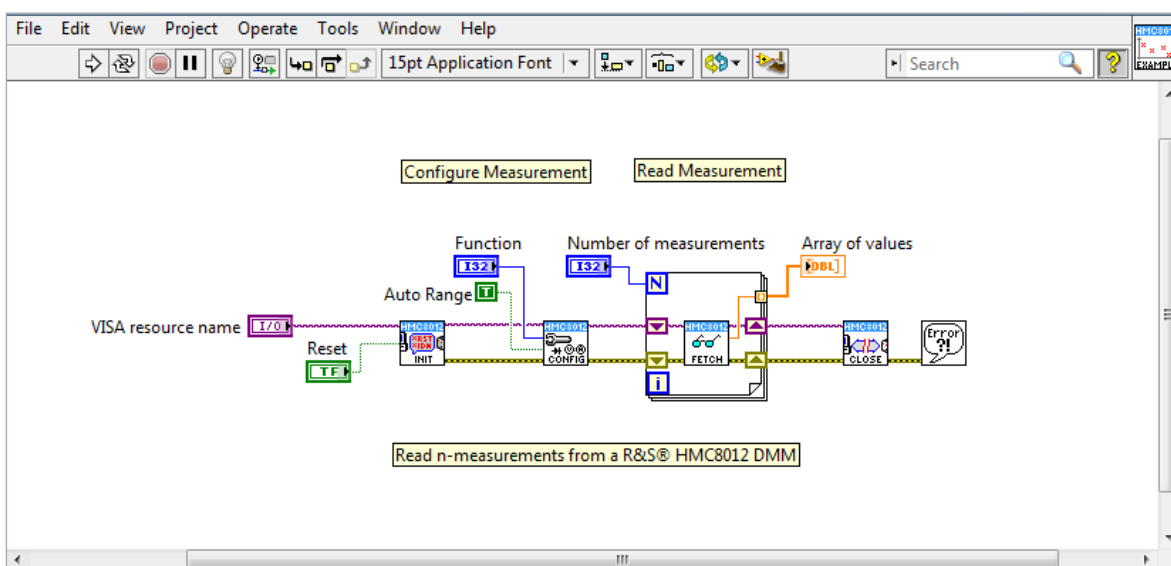 File Edit View Project Operate Tools Window Help
HMC801
EXAMPL
15pt Application Font
Search
Configure Measurement
Read Measurement
Function
Number of measurements
Array of values
I32
I32
DBL
N
Auto Range
T
VISA resource name
I/O
HMC8012
HMC8012
HMC8012
HMC8012
Error
?!
Reset
TF
INIT
CONFIG
FETCH
CLOSE
i
Read n-measurements from a R&S® HMC8012 DMM